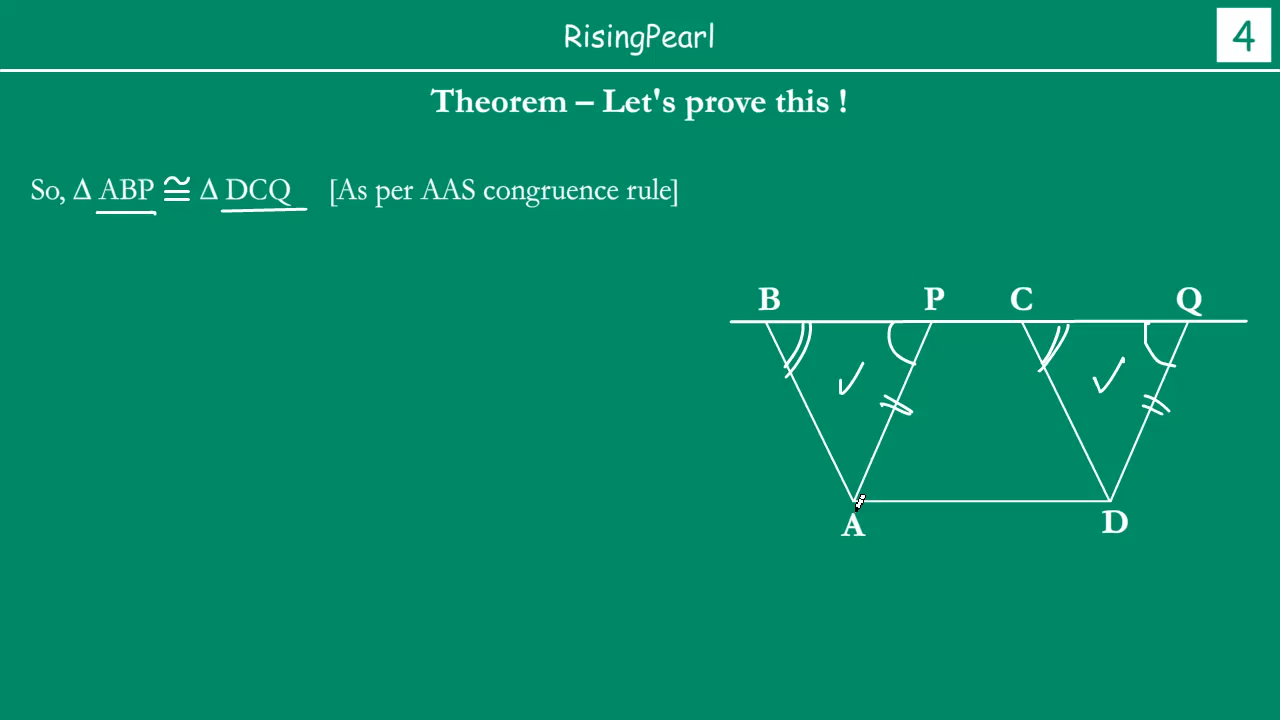 RisingPearl
4
Theorem – Let's prove this !
So, Δ ABP ≅ Δ DCQ [As per AAS congruence rule]
B P C Q
A D